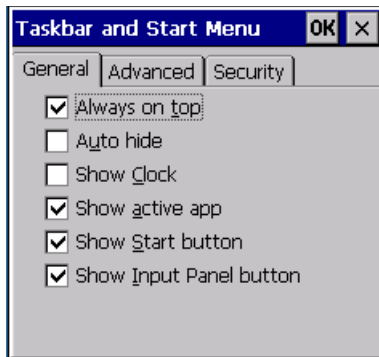 Taskbar and Start Menu OK ×
General Advanced Security
Always on top
Auto hide
Show Clock
Show active app
Show Start button
Show Input Panel button